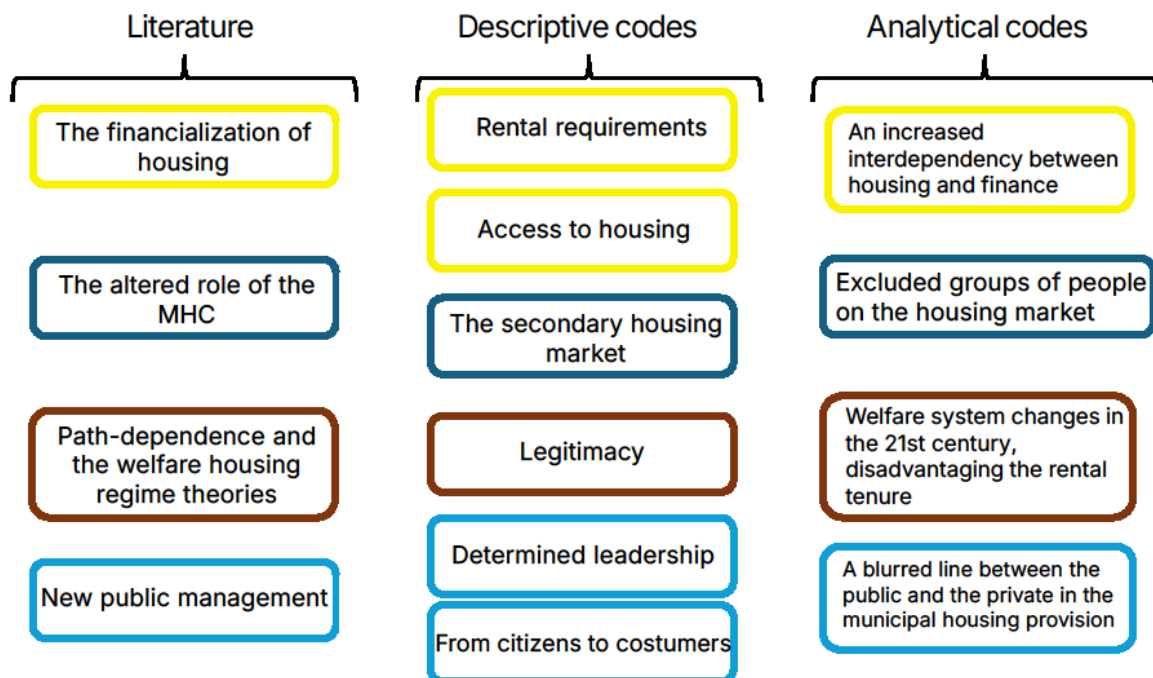 Literature
The financialization of
housing
The altered role of the
MHC
Path-dependence and
the welfare housing
regime theories
New public management
Descriptive codes
Rental requirements
Access to housing
The secondary housing
market
Legitimacy
Determined leadership
From citizens to costumers
Analytical codes
An increased
interdependency between
housing and finance
Excluded groups of people
on the housing market
Welfare system changes in
the 21st century,
disadvantaging the rental
tenure
A blurred line between the
public and the private in the
municipal housing provision